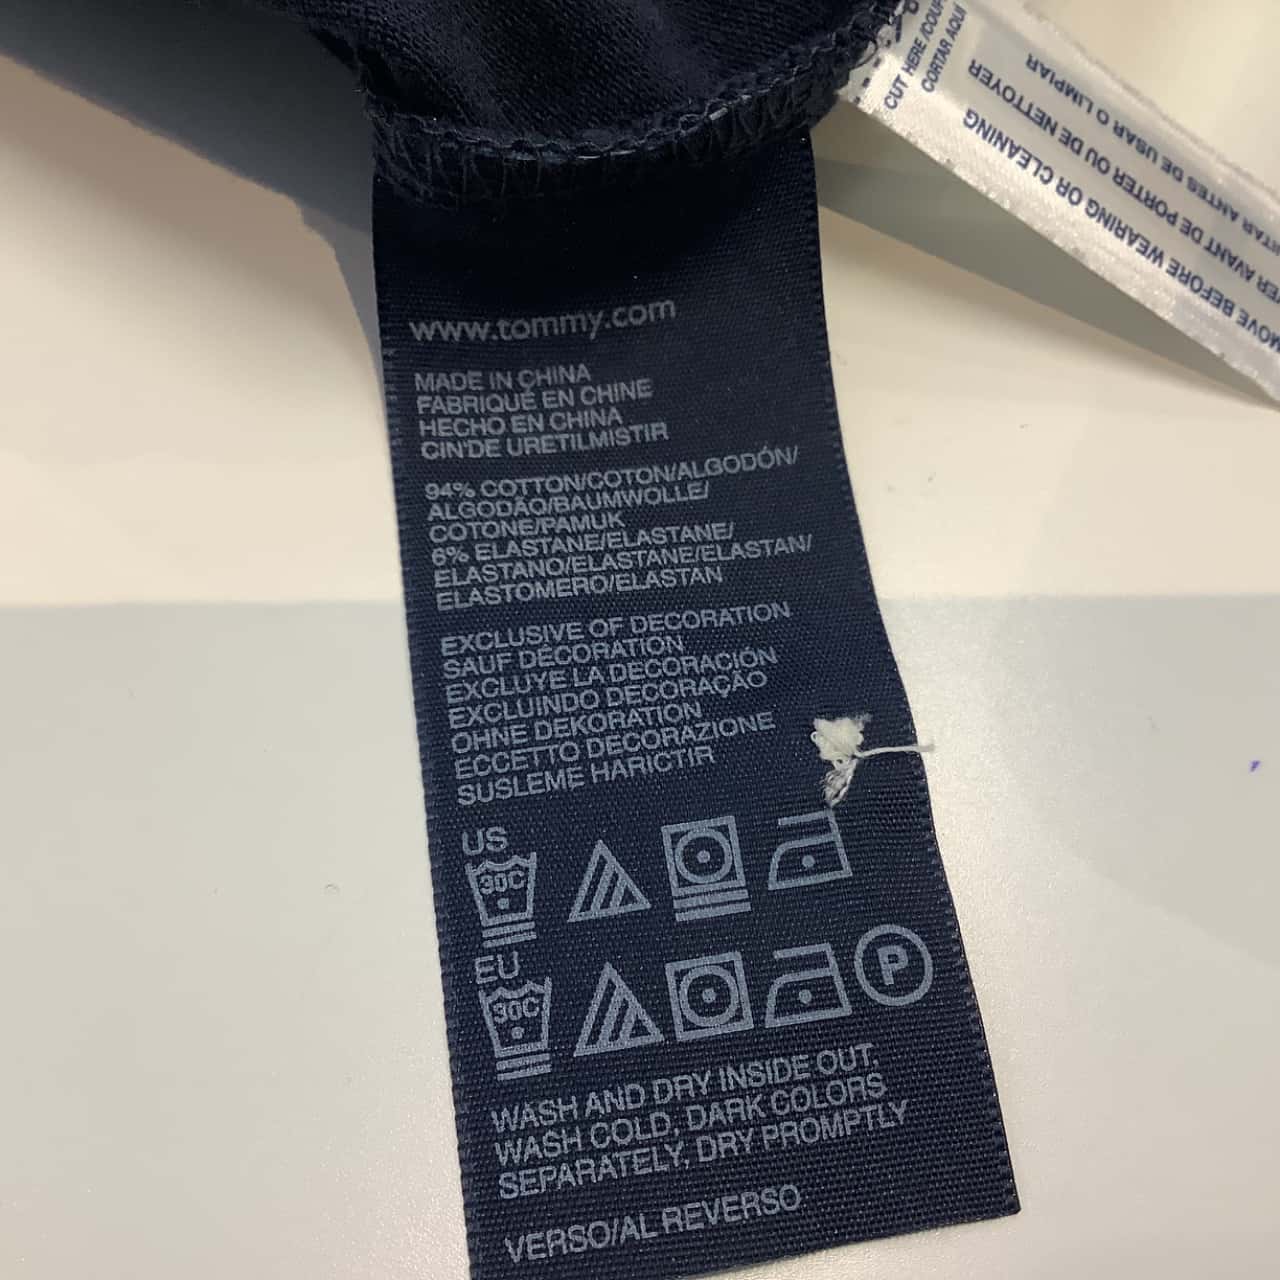 www.tommy.com
MADE IN CHINA
FABRIQUÉ EN CHINE
HECHO EN CHINA
CIN'DE URETILMISTIR
94% COTTON/COTON/ALGODÓN/
ALGODÃO/BAUMWOLLE/
COTONE/PAMUK
6% ELASTANE/ELASTANE/
ELASTANO/ELASTANE/ELASTAN/
ELASTOMERO/ELASTAN
EXCLUSIVE OF DECORATION
SAUF DÉCORATION
EXCLUYE LA DECORACIÓN
EXCLUINDO DECORAÇÃO
OHNE DEKORATION
ECCETTO DECORAZIONE
SUSLEME HARICTIR
US
30C
EU
30C
P
WASH AND DRY INSIDE OUT.
WASH COLD, DARK COLORS
SEPARATELY, DRY PROMPTLY
VERSO/AL REVERSO
CUT HERE
CORTAR AQUI
BEFORE WEARING OR CLEANING
AVANT DE PORTER OU DE NETTOYER
ANTES DE USAR O LIMPIAR